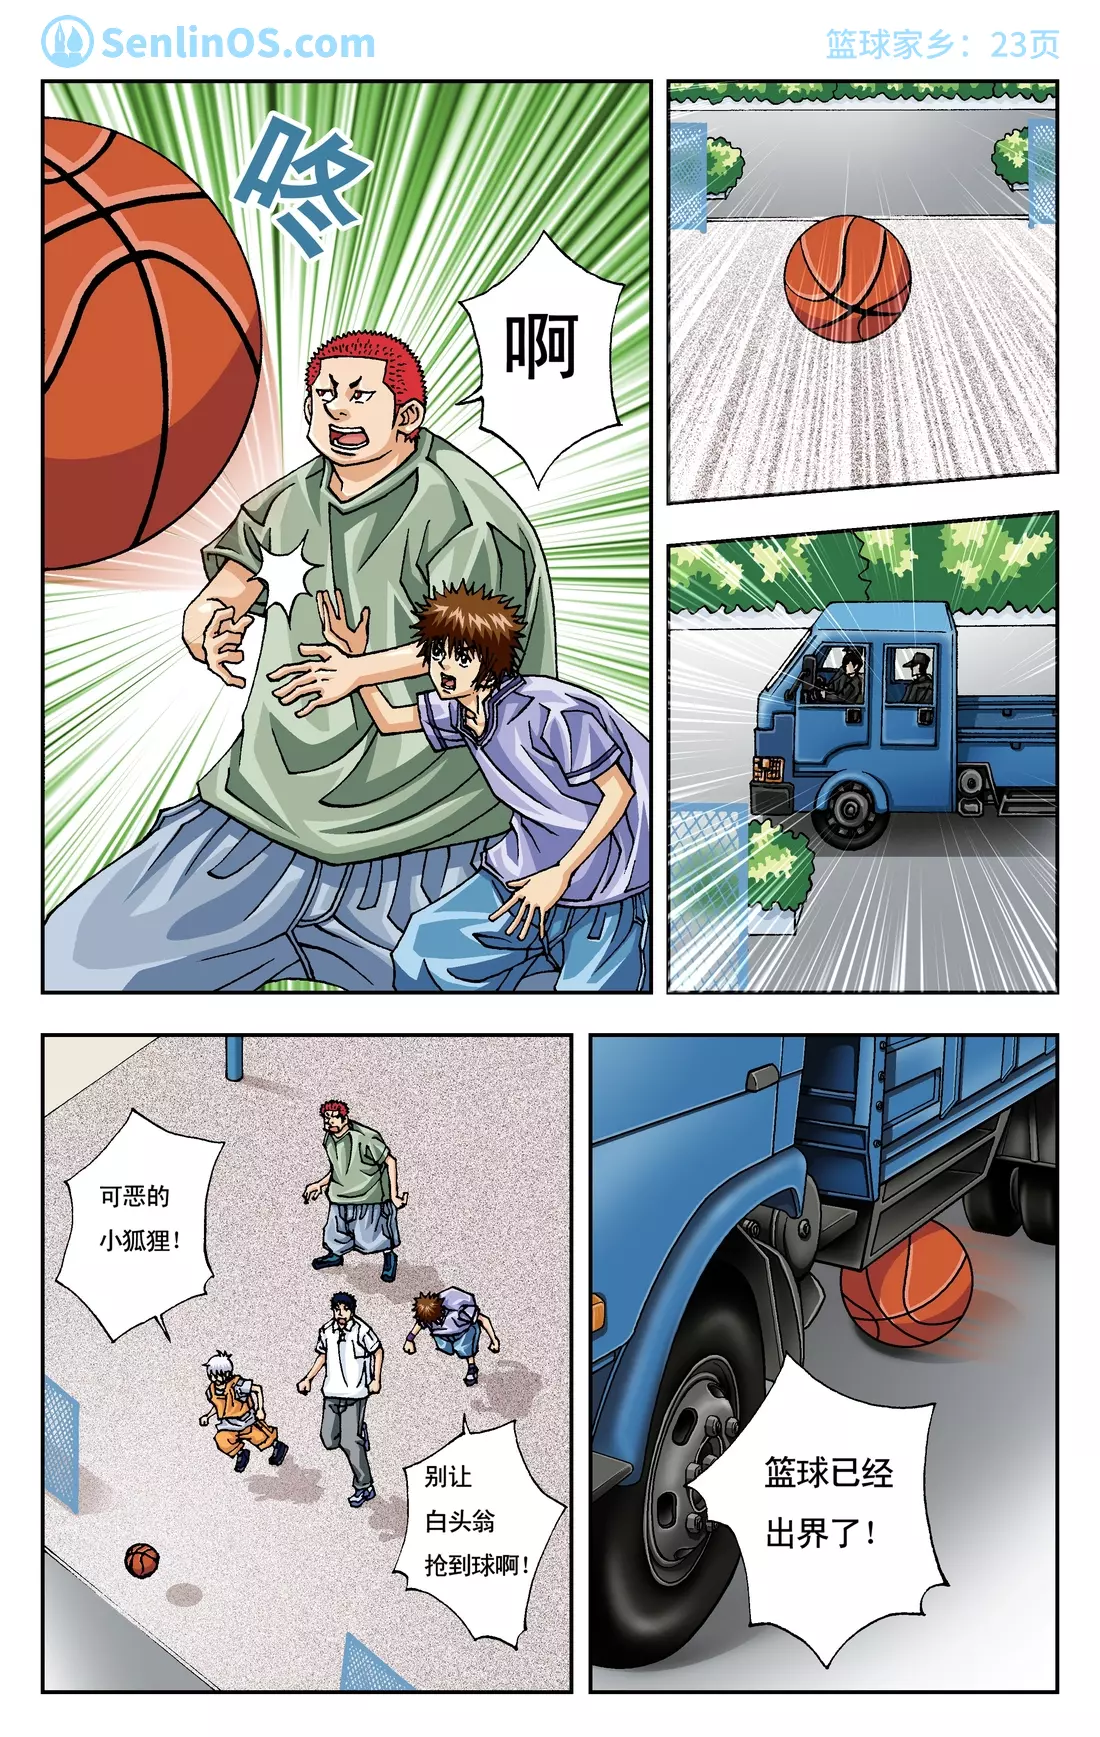 SenlinOS.com
篮球家乡：23页
咚
啊
可恶的
小狐狸！
别让
白头翁
抢到球啊！
篮球已经
出界了！